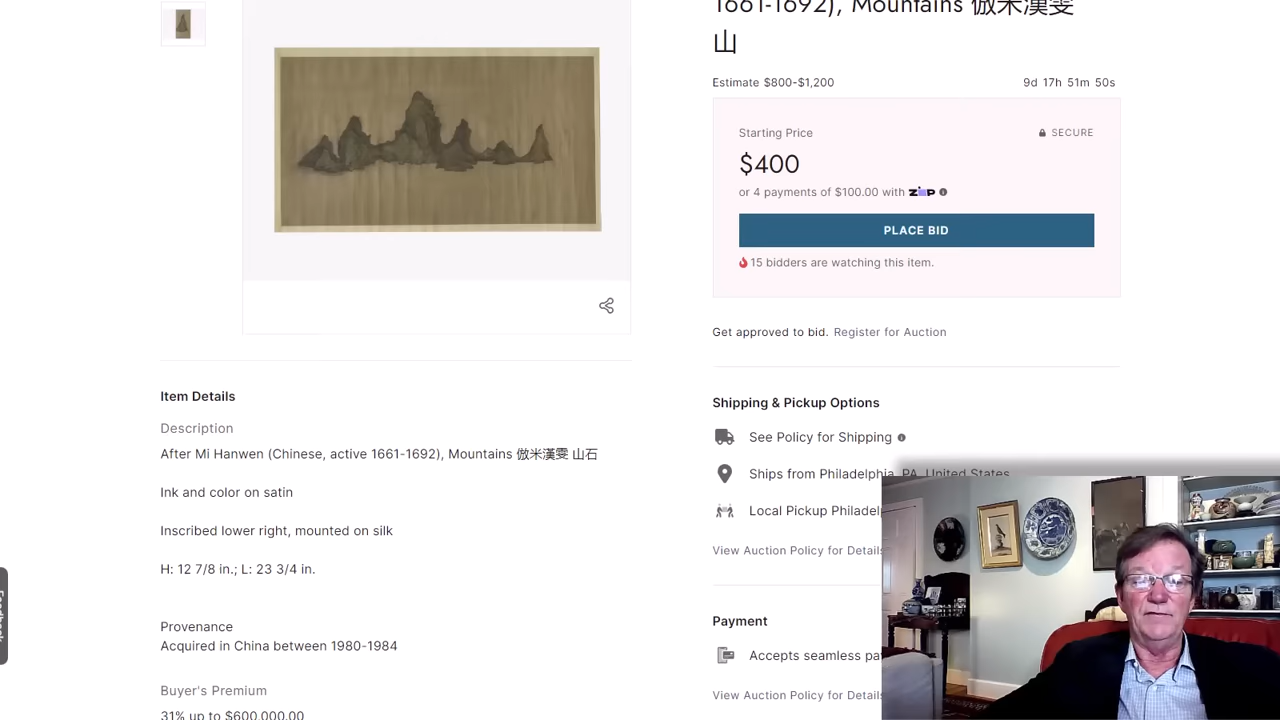 1661-1692), Mountains 倣米漢雯
山
Estimate $800-$1,200
9d 17h 51m 50s
Starting Price
SECURE
$400
or 4 payments of $100.00 with zip
PLACE BID
15 bidders are watching this item.
Get approved to bid. Register for Auction
Item Details
Description
After Mi Hanwen (Chinese, active 1661-1692), Mountains 倣米漢雯 山石
Ink and color on satin
Inscribed lower right, mounted on silk
H: 12 7/8 in.; L: 23 3/4 in.
Provenance
Acquired in China between 1980-1984
Buyer's Premium
31% up to $600,000.00
Shipping & Pickup Options
See Policy for Shipping
Ships from Philadelphia, PA, United States
Local Pickup Philadel
View Auction Policy for Details
Payment
Accepts seamless pa
View Auction Policy for Details
Feedback